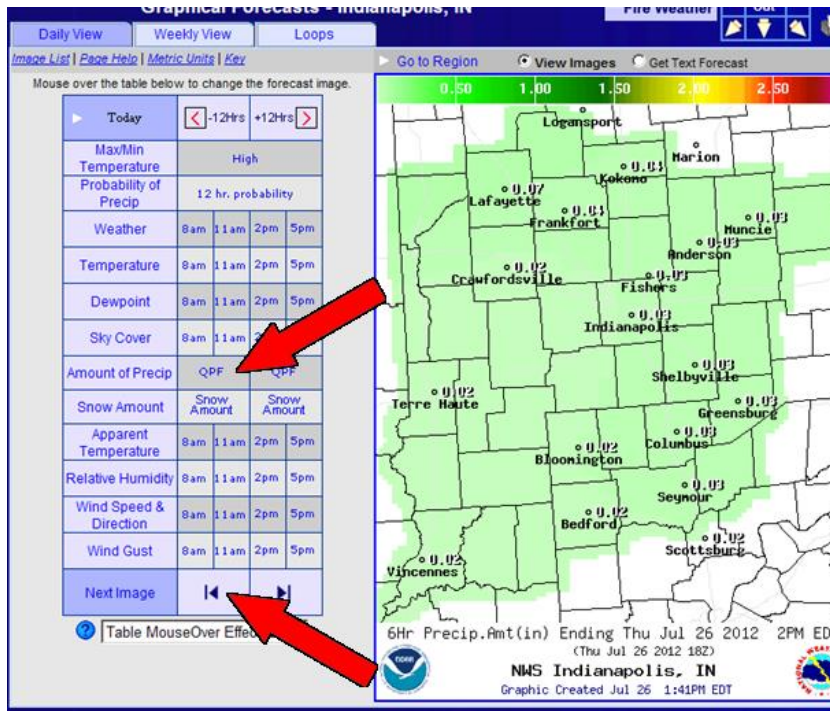 Graphical Forecasts - Indianapolis, IN
Fire Weather
Out
Daily View Weekly View Loops
Image List | Page Help | Metric Units | Key
Go to Region View Images Get Text Forecast
Mouse over the table below to change the forecast image.
Today -12Hrs +12Hrs
Max/Min Temperature High
Probability of Precip 12 hr. probability
Weather 8am 11am 2pm 5pm
Temperature 8am 11am 2pm 5pm
Dewpoint 8am 11am 2pm 5pm
Sky Cover 8am 11am 5pm
Amount of Precip QPF QPF
Snow Amount Snow Amount Snow Amount
Apparent Temperature 8am 11am 2pm 5pm
Relative Humidity 8am 11am 2pm 5pm
Wind Speed & Direction 8am 11am 2pm 5pm
Wind Gust 8am 11am 2pm 5pm
Next Image
Table MouseOver
0.50 1.00 1.50 2.00 2.50
Logansport
Marion
0.04
Kokomo
0.07
Lafayette
0.04
Frankfort
0.03
Muncie
0.03
Anderson
0.02
Crawfordsville
0.03
Fishers
0.03
Indianapolis
0.03
Shelbyville
0.02
Terre Haute
0.03
Greensburg
0.03
Columbus
0.02
Bloomington
0.03
Seymour
0.02
Bedford
0.02
Scottsburg
0.02
Vincennes
6Hr Precip.Amt(in) Ending Thu Jul 26 2012 2PM
(Thu Jul 26 2012 18Z)
NWS Indianapolis, IN
Graphic Created Jul 26 1:41PM EDT